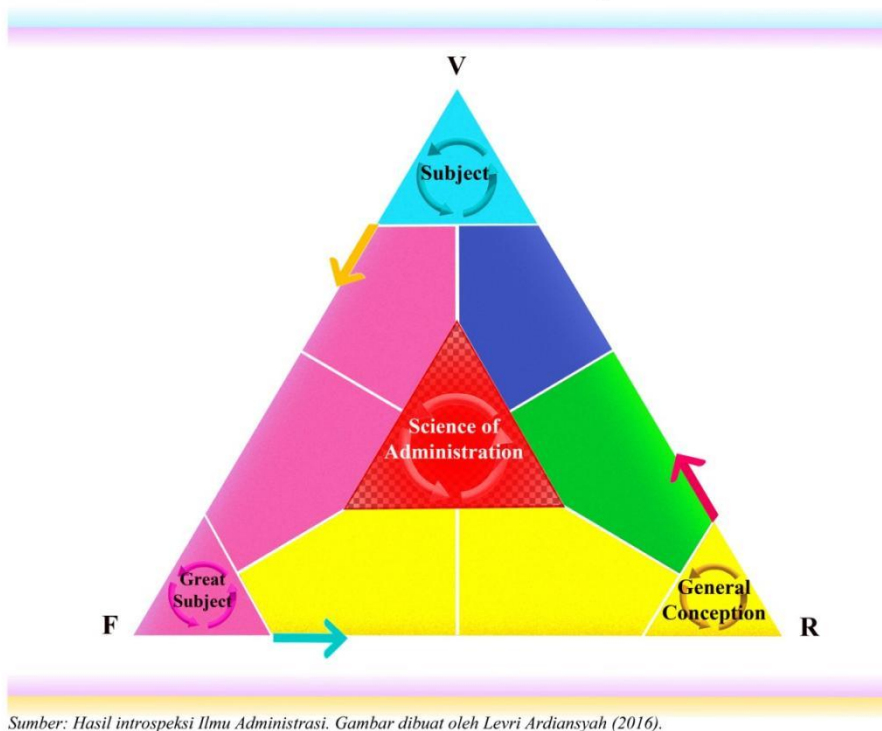 V
Subject
Science of
Administration
Great
Subject
General
Conception
F
R
Sumber: Hasil introspeksi Ilmu Administrasi. Gambar dibuat oleh Levri Ardiansyah (2016).